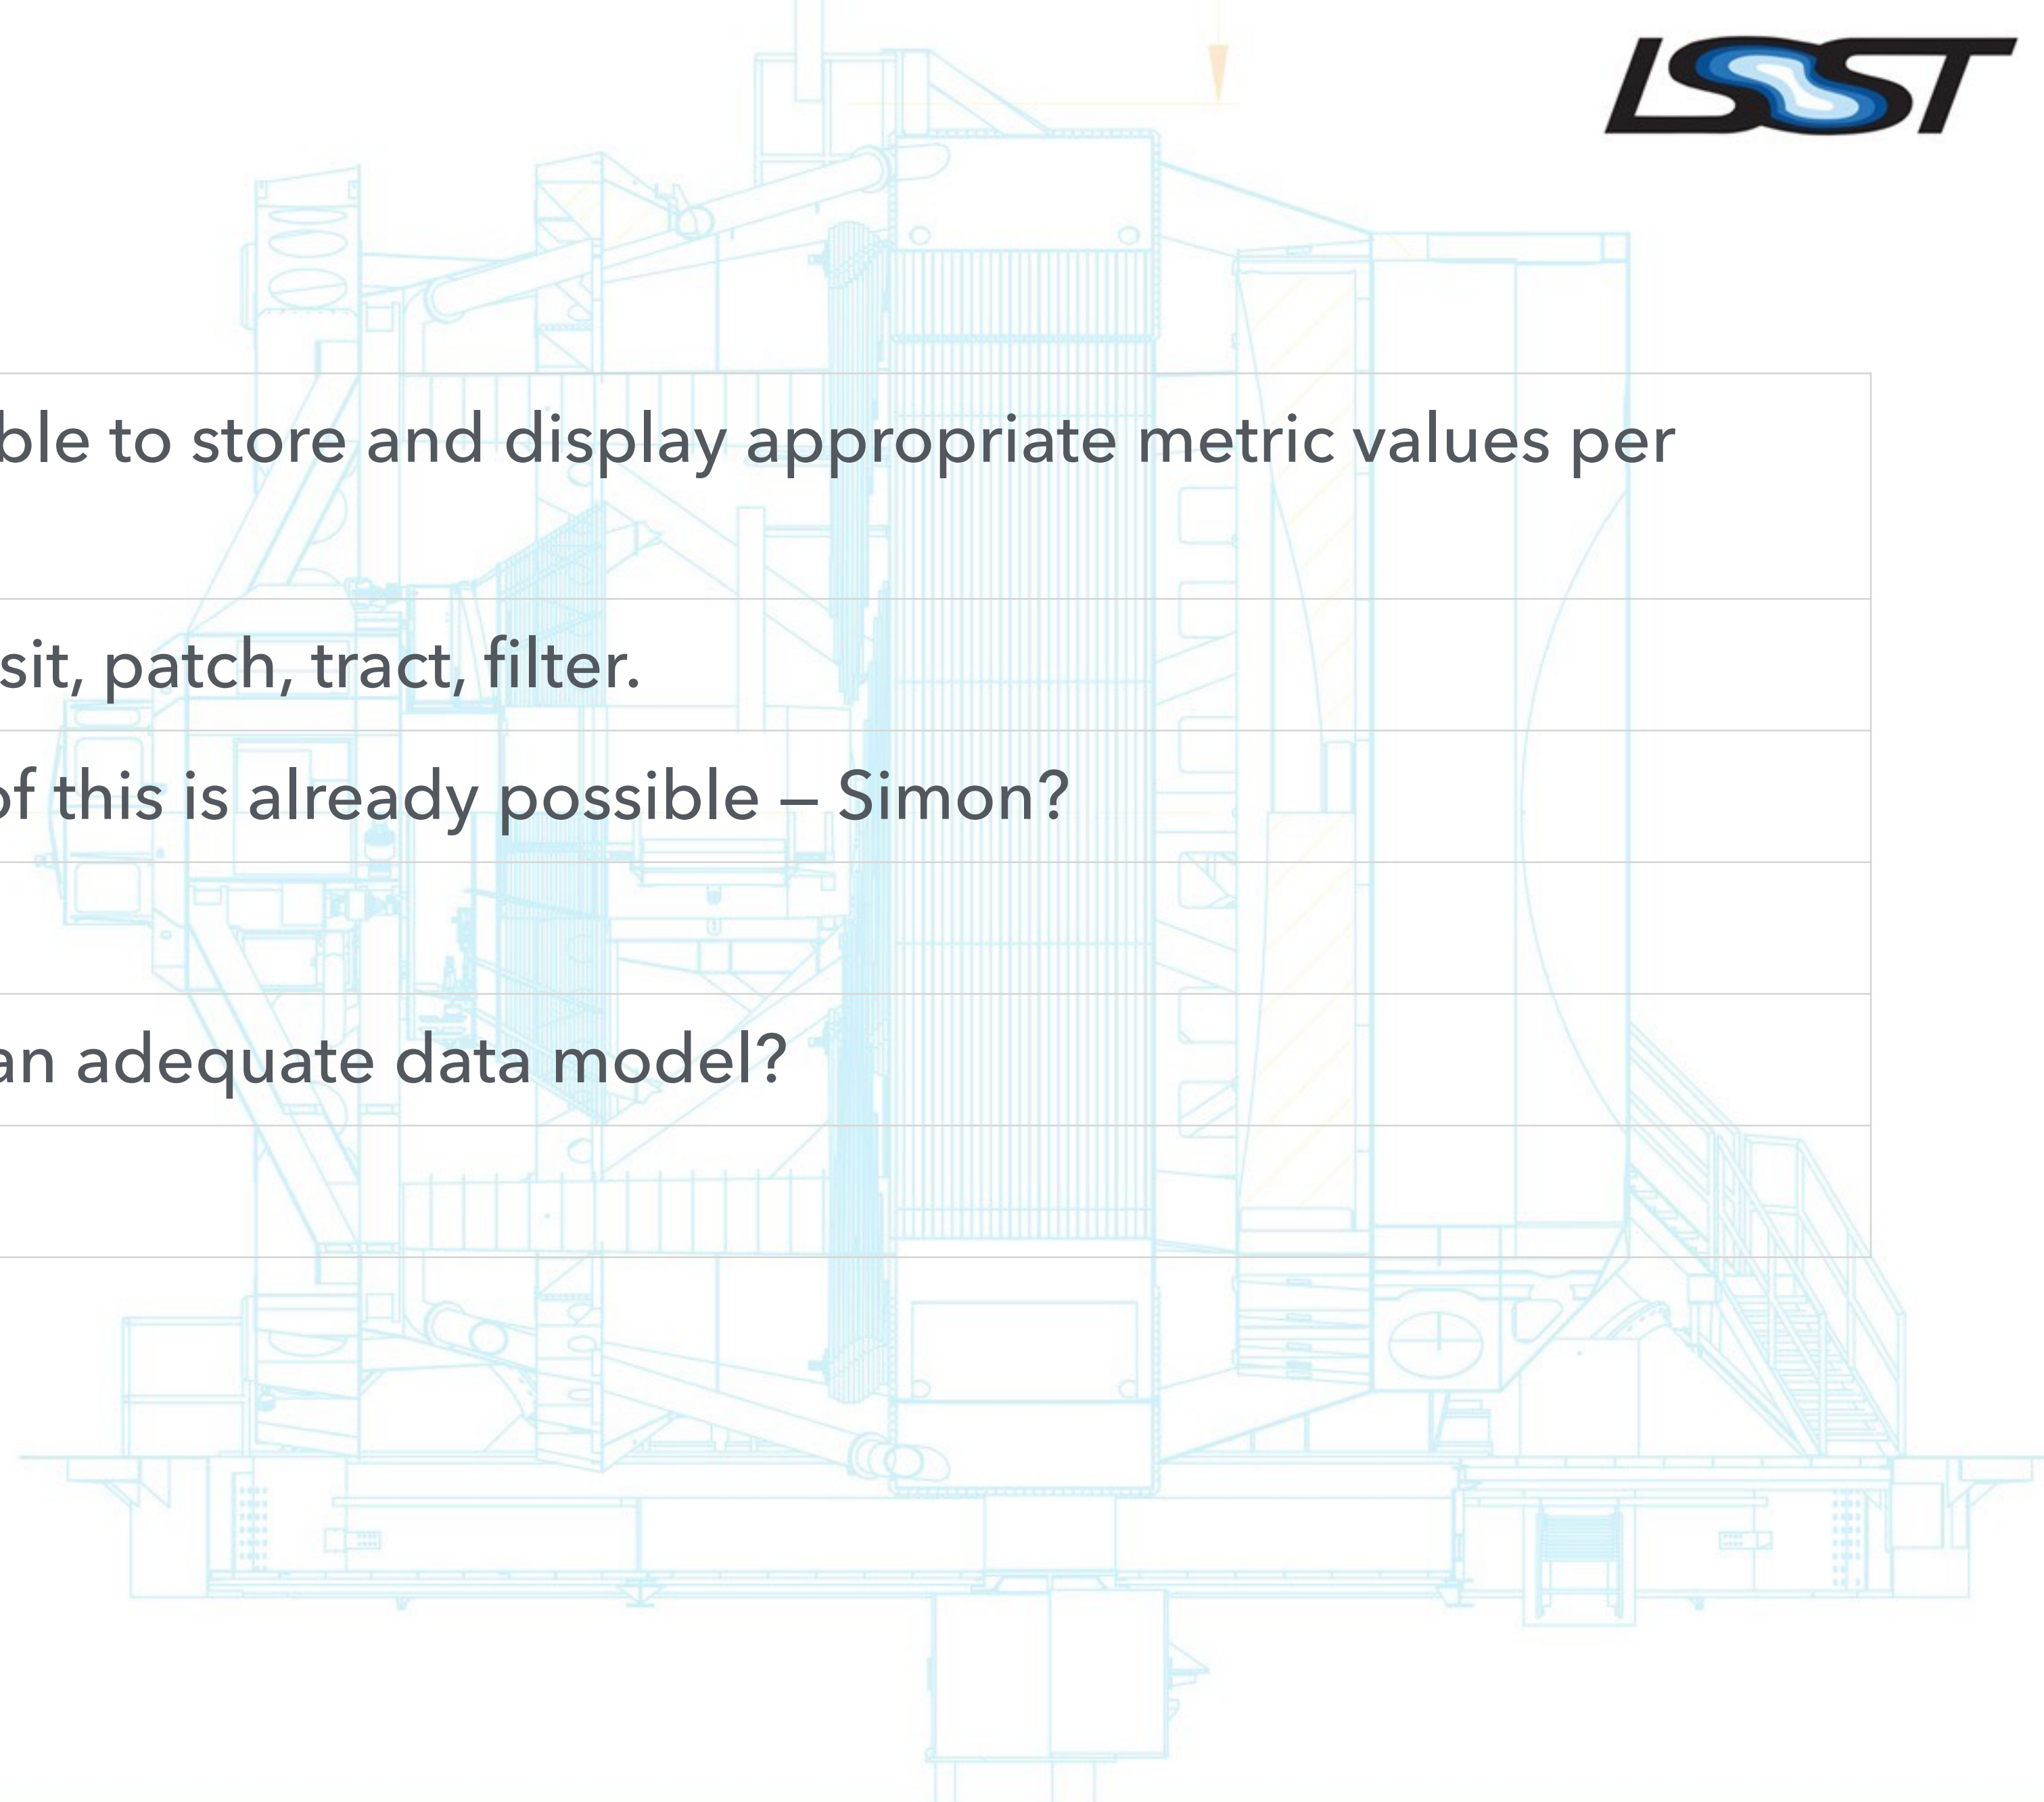 LSST
ble to store and display appropriate metric values per
sit, patch, tract, filter.
of this is already possible — Simon?
an adequate data model?